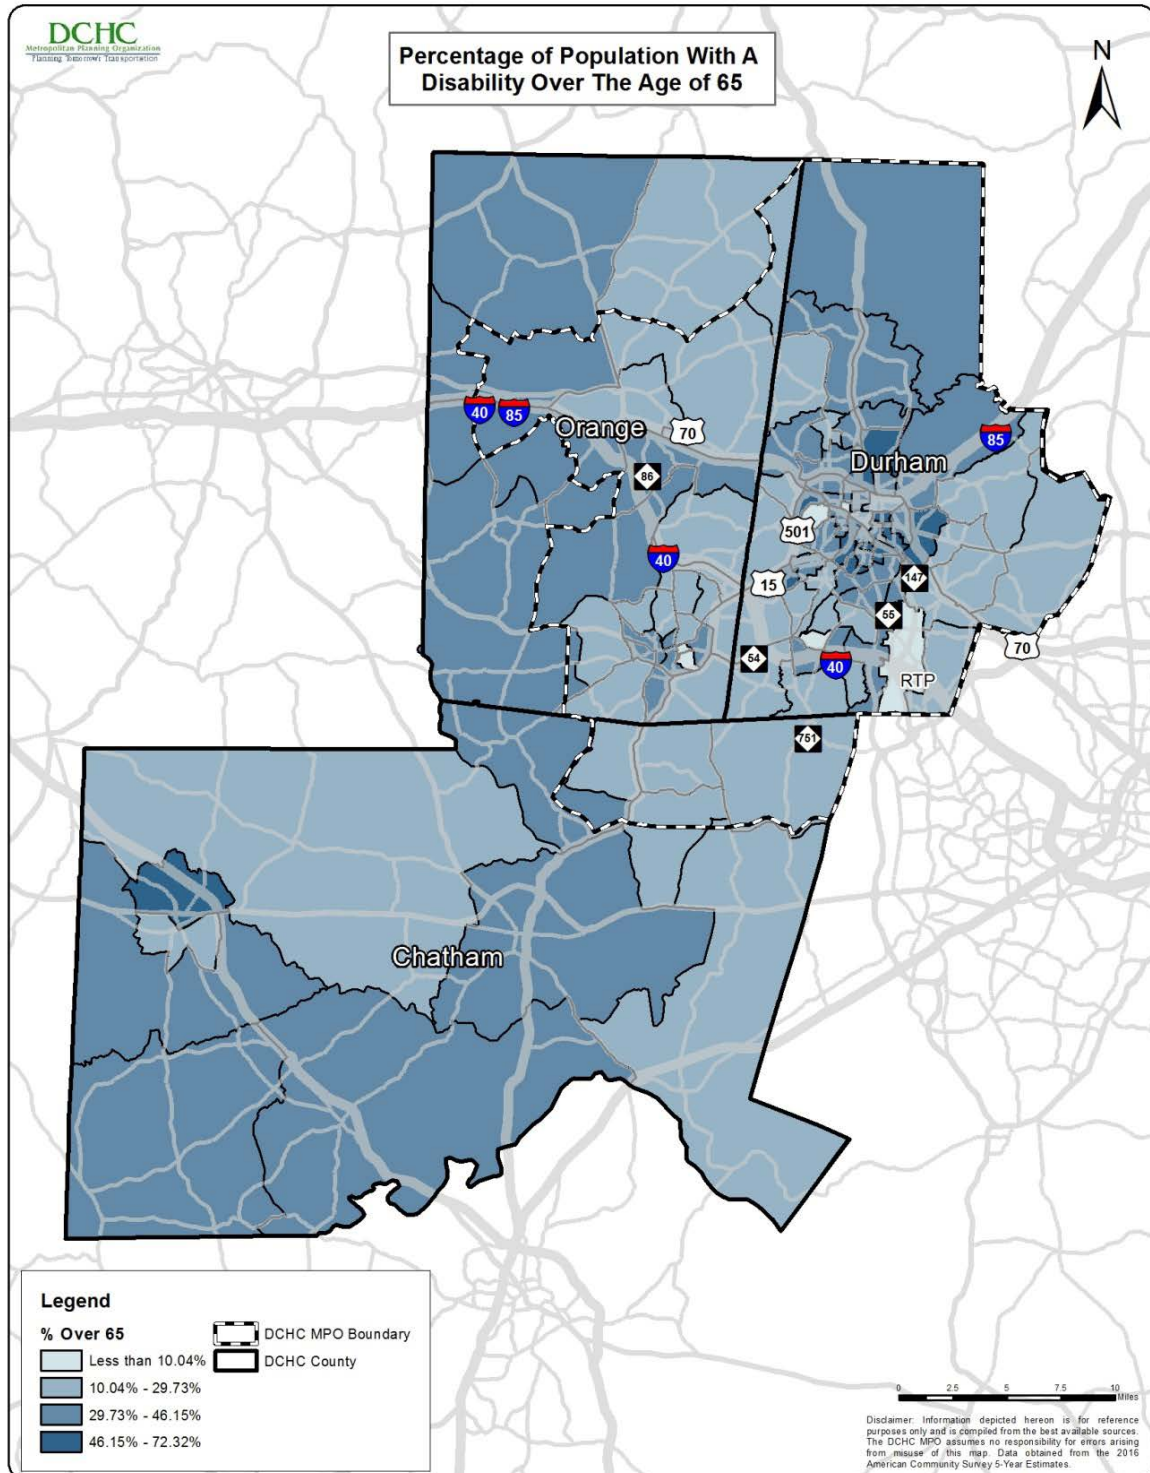 DCHC
Metropolitan Planning Organization
Planning Tomorrow's Transportation
Percentage of Population With A
Disability Over The Age of 65
N
40
85
Orange
70
86
85
Durham
501
40
15
147
55
54
40
70
RTP
751
Chatham
Legend
% Over 65
Less than 10.04%
10.04% - 29.73%
29.73% - 46.15%
46.15% - 72.32%
DCHC MPO Boundary
DCHC County
0 2.5 5 7.5 10
Miles
Disclaimer: Information depicted hereon is for reference
purposes only and is compiled from the best available sources.
The DCHC MPO assumes no responsibility for errors arising
from misuse of this map. Data obtained from the 2016
American Community Survey 5-Year Estimates.